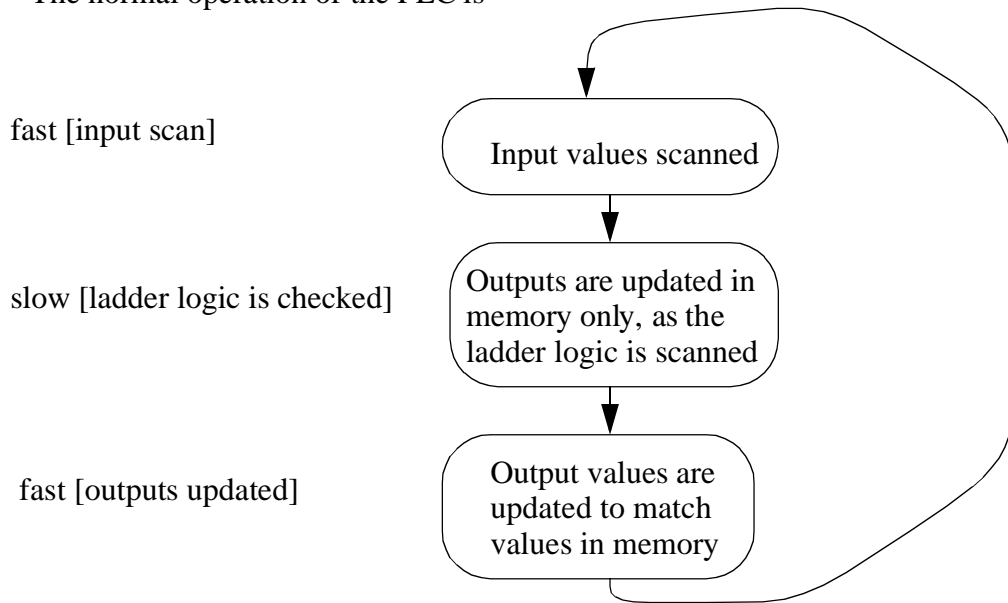 The normal operation of the PLC is
fast [input scan]
Input values scanned
slow [ladder logic is checked]
Outputs are updated in
memory only, as the
ladder logic is scanned
fast [outputs updated]
Output values are
updated to match
values in memory